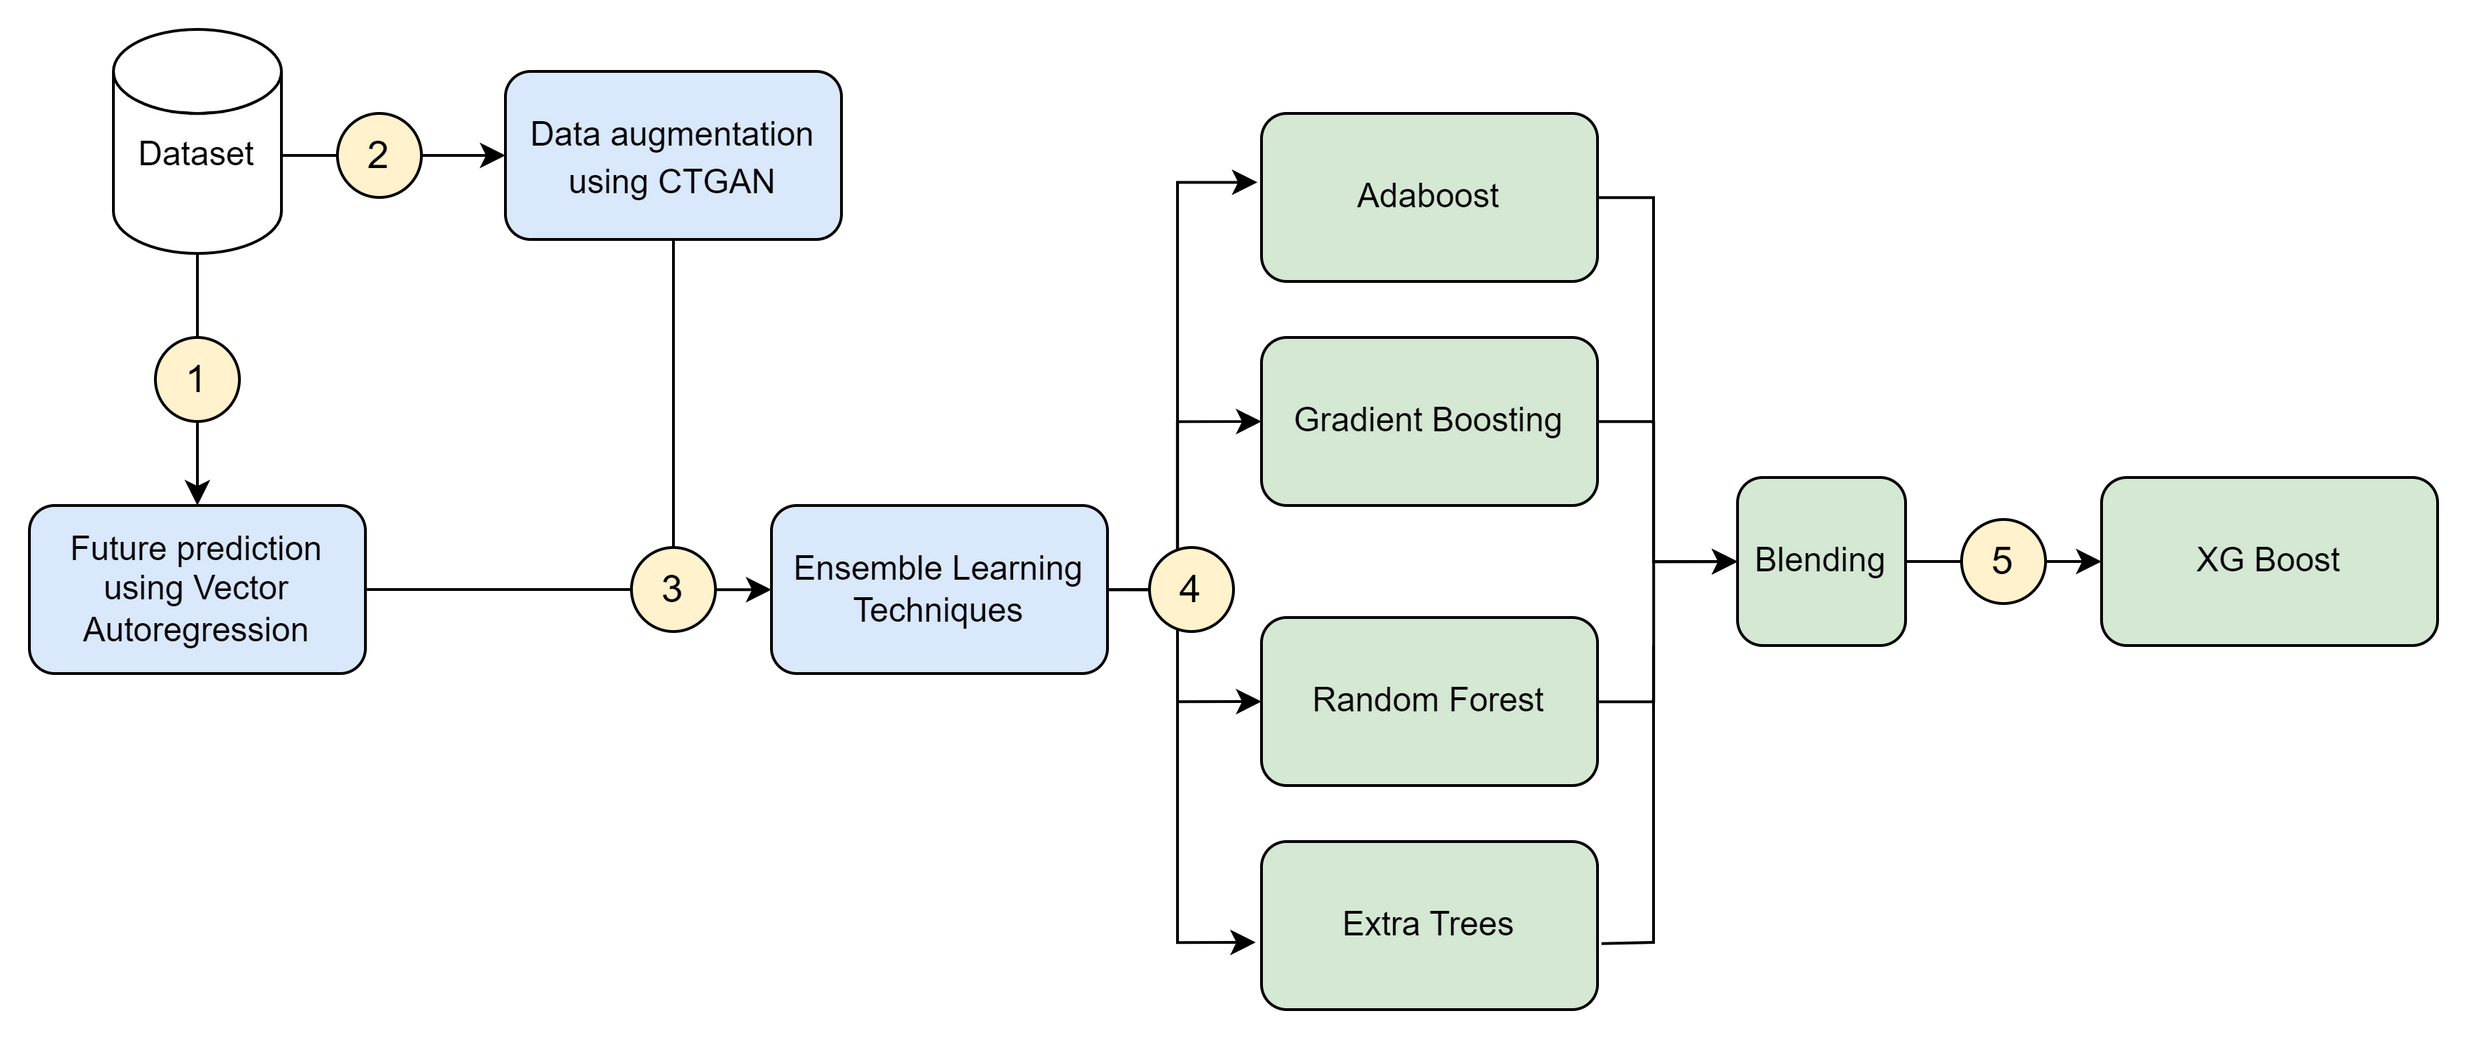 Dataset
2
Data augmentation
using CTGAN
1
Future prediction
using Vector
Autoregression
3
Ensemble Learning
Techniques
4
Adaboost
Gradient Boosting
Random Forest
Extra Trees
Blending
5
XG Boost